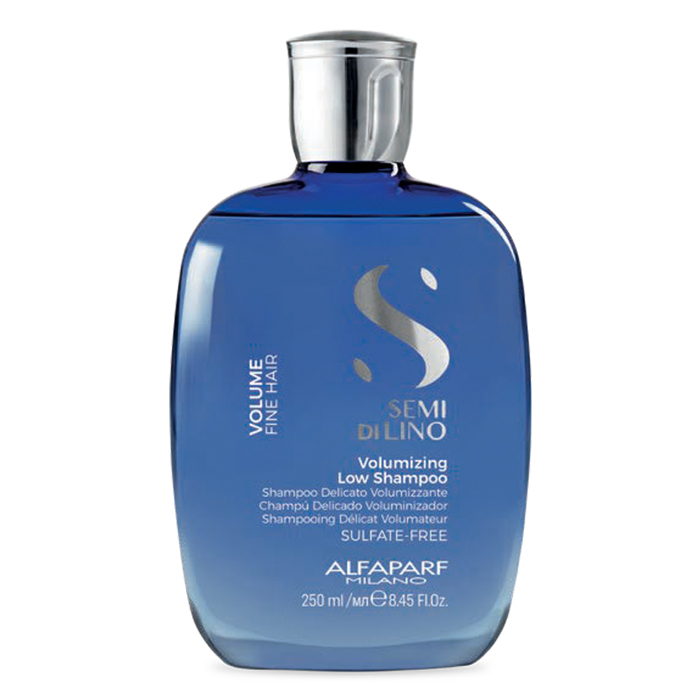 VOLUME
FINE HAIR
SEMI
DI LINO
Volumizing
Low Shampoo
Shampoo Delicato Volumizzante
Champú Delicado Voluminizador
Shampooing Délicat Volumateur
SULFATE-FREE
ALFAPARF
MILANO
250 ml /мл℮8.45 Fl.Oz.